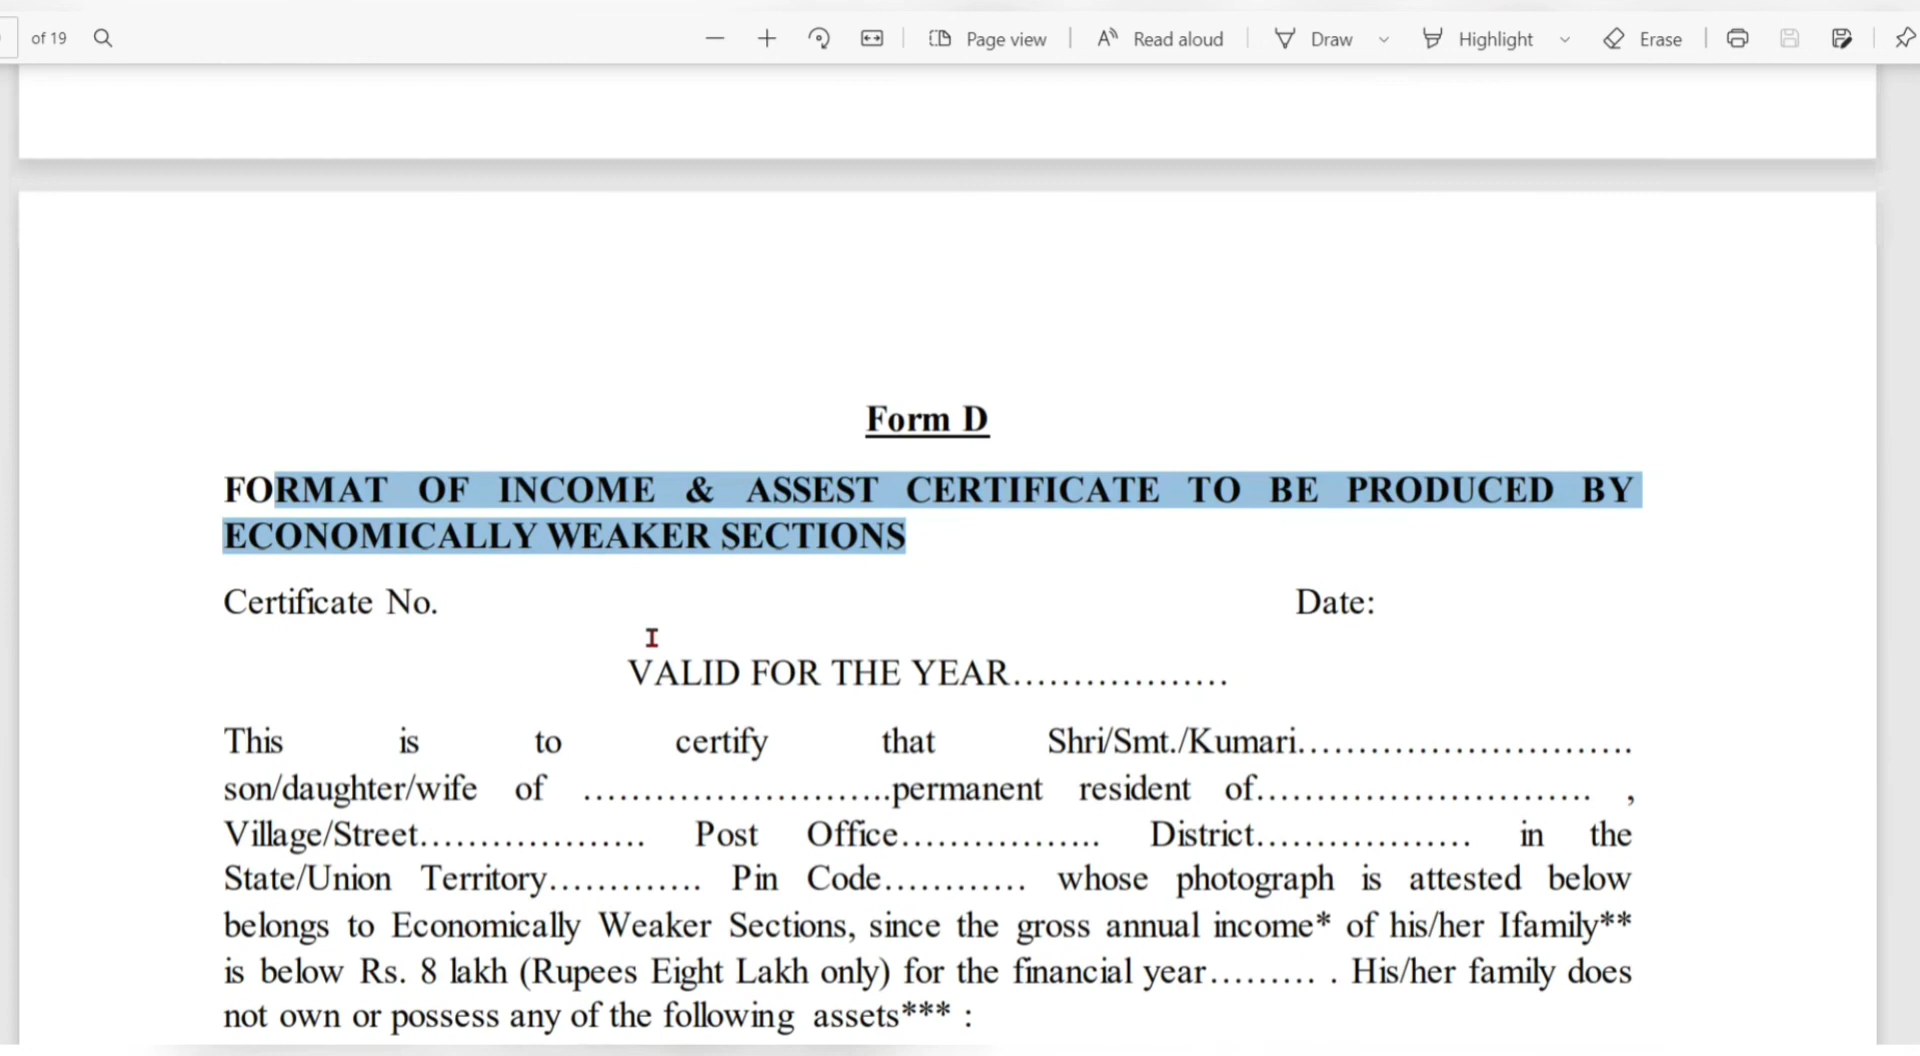 of 19 Page view Read aloud Draw Highlight Erase
Form D
FORMAT OF INCOME & ASSEST CERTIFICATE TO BE PRODUCED BY
ECONOMICALLY WEAKER SECTIONS
Certificate No. Date:
VALID FOR THE YEAR..................
This is to certify that Shri/Smt./Kumari............................
son/daughter/wife of ..........................permanent resident of............................ ,
Village/Street................... Post Office................. District.................. in the
State/Union Territory............. Pin Code............ whose photograph is attested below
belongs to Economically Weaker Sections, since the gross annual income* of his/her Ifamily**
is below Rs. 8 lakh (Rupees Eight Lakh only) for the financial year......... . His/her family does
not own or possess any of the following assets*** :